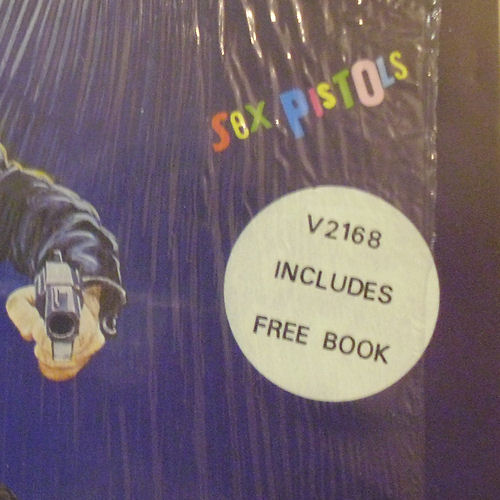 Sex PisTOLs
V2168
INCLUDES
FREE BOOK